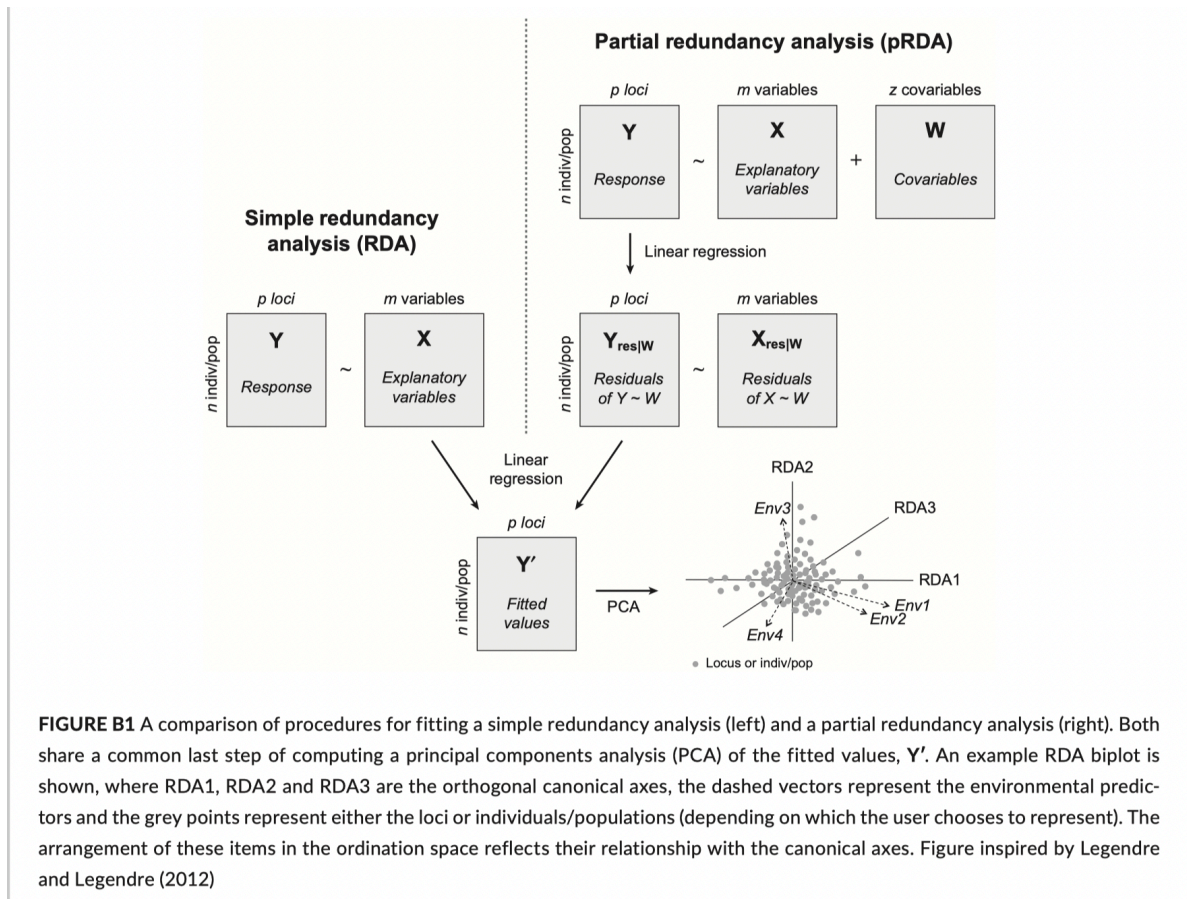 Partial redundancy analysis (pRDA)
p loci
m variables
z covariables
n indiv/pop
Y
Response
~
X
Explanatory
variables
+
W
Covariables
Linear regression
Simple redundancy
analysis (RDA)
p loci
m variables
n indiv/pop
Y
Response
~
X
Explanatory
variables
p loci
m variables
n indiv/pop
Yres|W
Residuals
of Y ~ W
~
Xres|W
Residuals
of X ~ W
Linear
regression
p loci
n indiv/pop
Y′
Fitted
values
PCA
RDA2
Env3
RDA3
RDA1
Env1
Env2
Env4
Locus or indiv/pop
FIGURE B1 A comparison of procedures for fitting a simple redundancy analysis (left) and a partial redundancy analysis (right). Both
share a common last step of computing a principal components analysis (PCA) of the fitted values, Y′. An example RDA biplot is
shown, where RDA1, RDA2 and RDA3 are the orthogonal canonical axes, the dashed vectors represent the environmental predic-
tors and the grey points represent either the loci or individuals/populations (depending on which the user chooses to represent). The
arrangement of these items in the ordination space reflects their relationship with the canonical axes. Figure inspired by Legendre
and Legendre (2012)